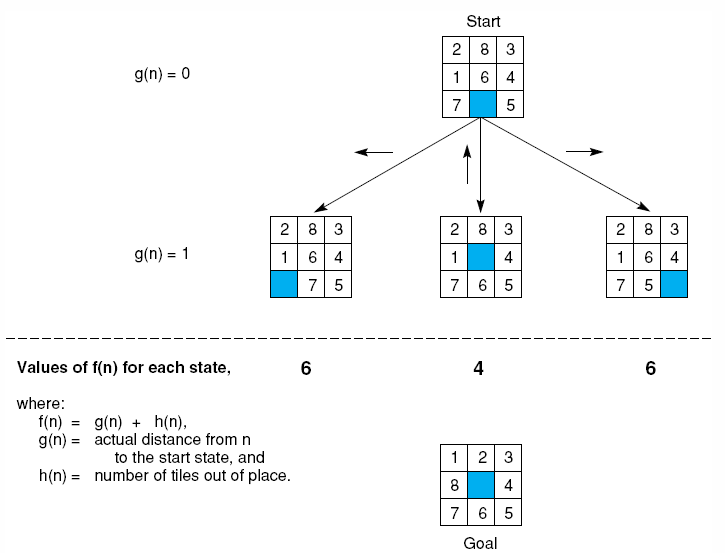 Start
2 8 3
g(n) = 0
1 6 4
7 5
2 8 3 2 8 3 2 8 3
g(n) = 1
1 6 4 1 4 1 6 4
7 5 7 6 5 7 5
Values of f(n) for each state, 6 4 6
where:
f(n) = g(n) + h(n),
g(n) = actual distance from n
to the start state, and
h(n) = number of tiles out of place.
1 2 3
8 4
7 6 5
Goal